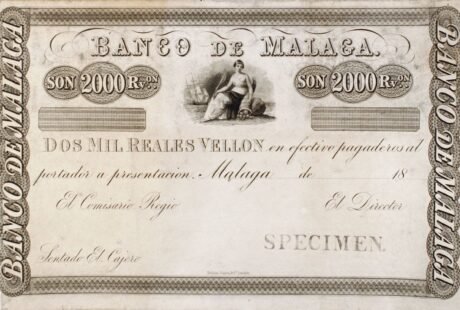 BANCO DE MALAGA.
SON 2000 Rs.ON
SON 2000 Rs.ON
DOS MIL REALES VELLON en efectivo pagaderos al
portador a presentacion. Malaga de 18
El Comisario Regio El Director
SPECIMEN.
Sentado El Cajero
BANCO DE MALAGA
BANCO DE MALAGA